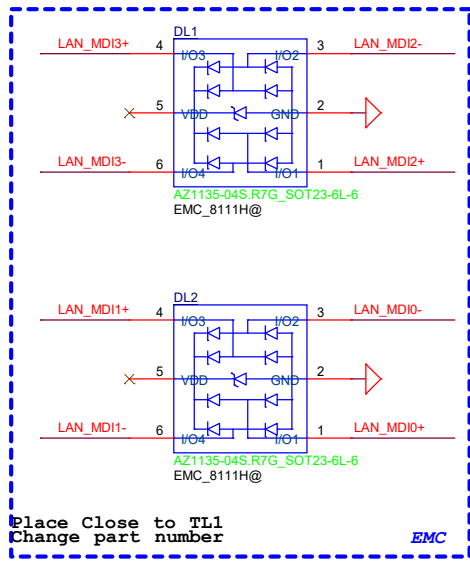 DL1
LAN_MDI3+ 4 I/O3 I/O2 3 LAN_MDI2-
5 VDD GND 2
LAN_MDI3- 6 I/O4 I/O1 1 LAN_MDI2+
AZ1135-04S.R7G_SOT23-6L-6
EMC_8111H@
DL2
LAN_MDI1+ 4 I/O3 I/O2 3 LAN_MDI0-
5 VDD GND 2
LAN_MDI1- 6 I/O4 I/O1 1 LAN_MDI0+
AZ1135-04S.R7G_SOT23-6L-6
EMC_8111H@
Place Close to TL1
Change part number EMC